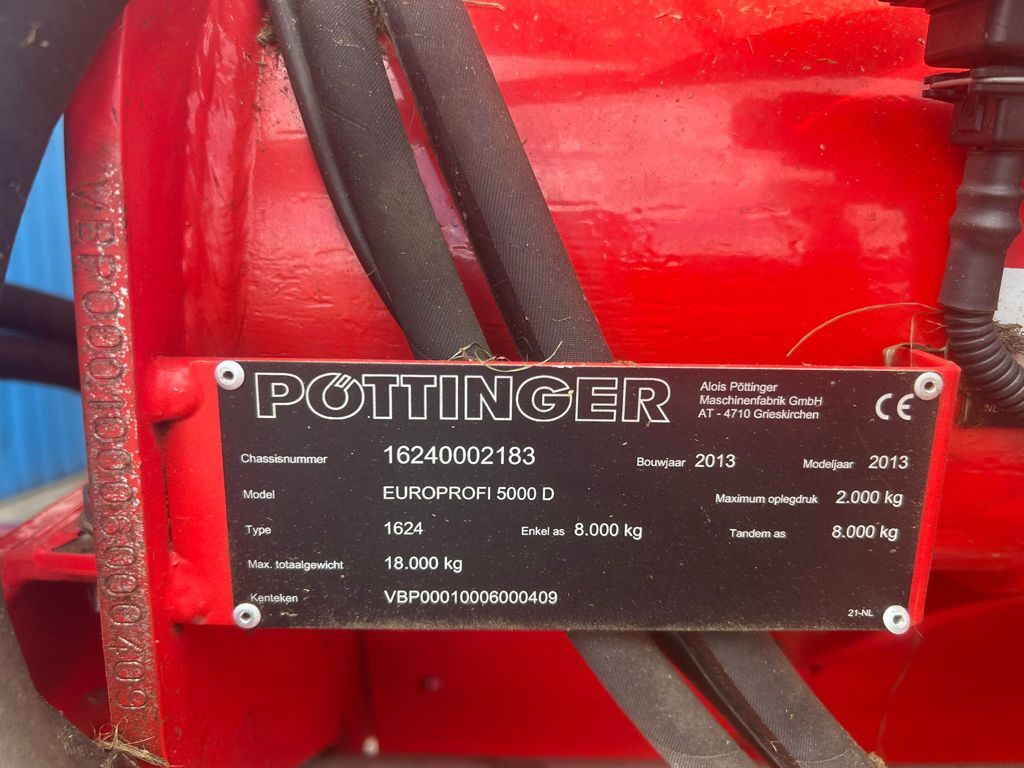 VBP00010006000409
PÖTTINGER
Alois Pöttinger
Maschinenfabrik GmbH
AT - 4710 Grieskirchen
CE
Chassisnummer 16240002183 Bouwjaar 2013 Modeljaar 2013
Model EUROPROFI 5000 D Maximum oplegdruk 2.000 kg
Type 1624 Enkel as 8.000 kg Tandem as 8.000 kg
Max. totaalgewicht 18.000 kg
Kenteken VBP00010006000409
21-NL